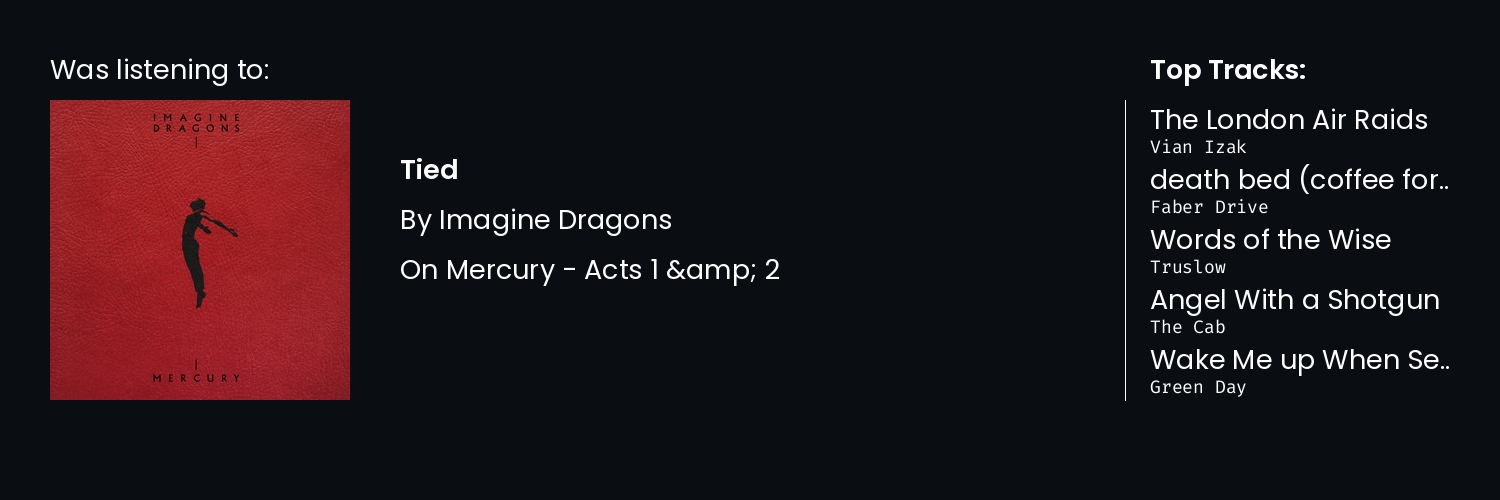 Was listening to:
IMAGINE
DRAGONS
MERCURY
Tied
By Imagine Dragons
On Mercury - Acts 1 &amp; 2
Top Tracks:
The London Air Raids
Vian Izak
death bed (coffee for..
Faber Drive
Words of the Wise
Truslow
Angel With a Shotgun
The Cab
Wake Me up When Se..
Green Day